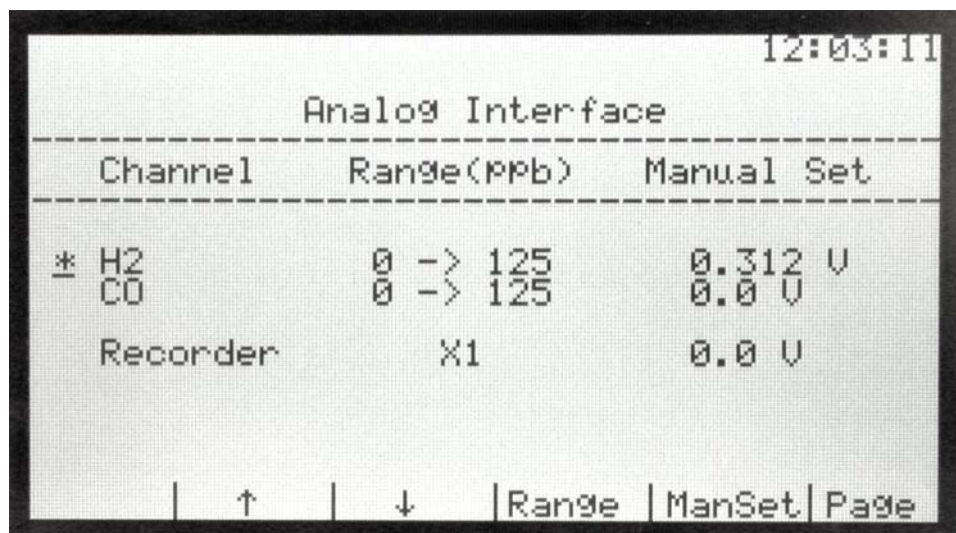 12:03:11
Analog Interface
Channel Range(ppb) Manual Set
* H2 0 -> 125 0.312 V
CO 0 -> 125 0.0 V
Recorder X1 0.0 V
| ↑ | ↓ |Range |ManSet| Page